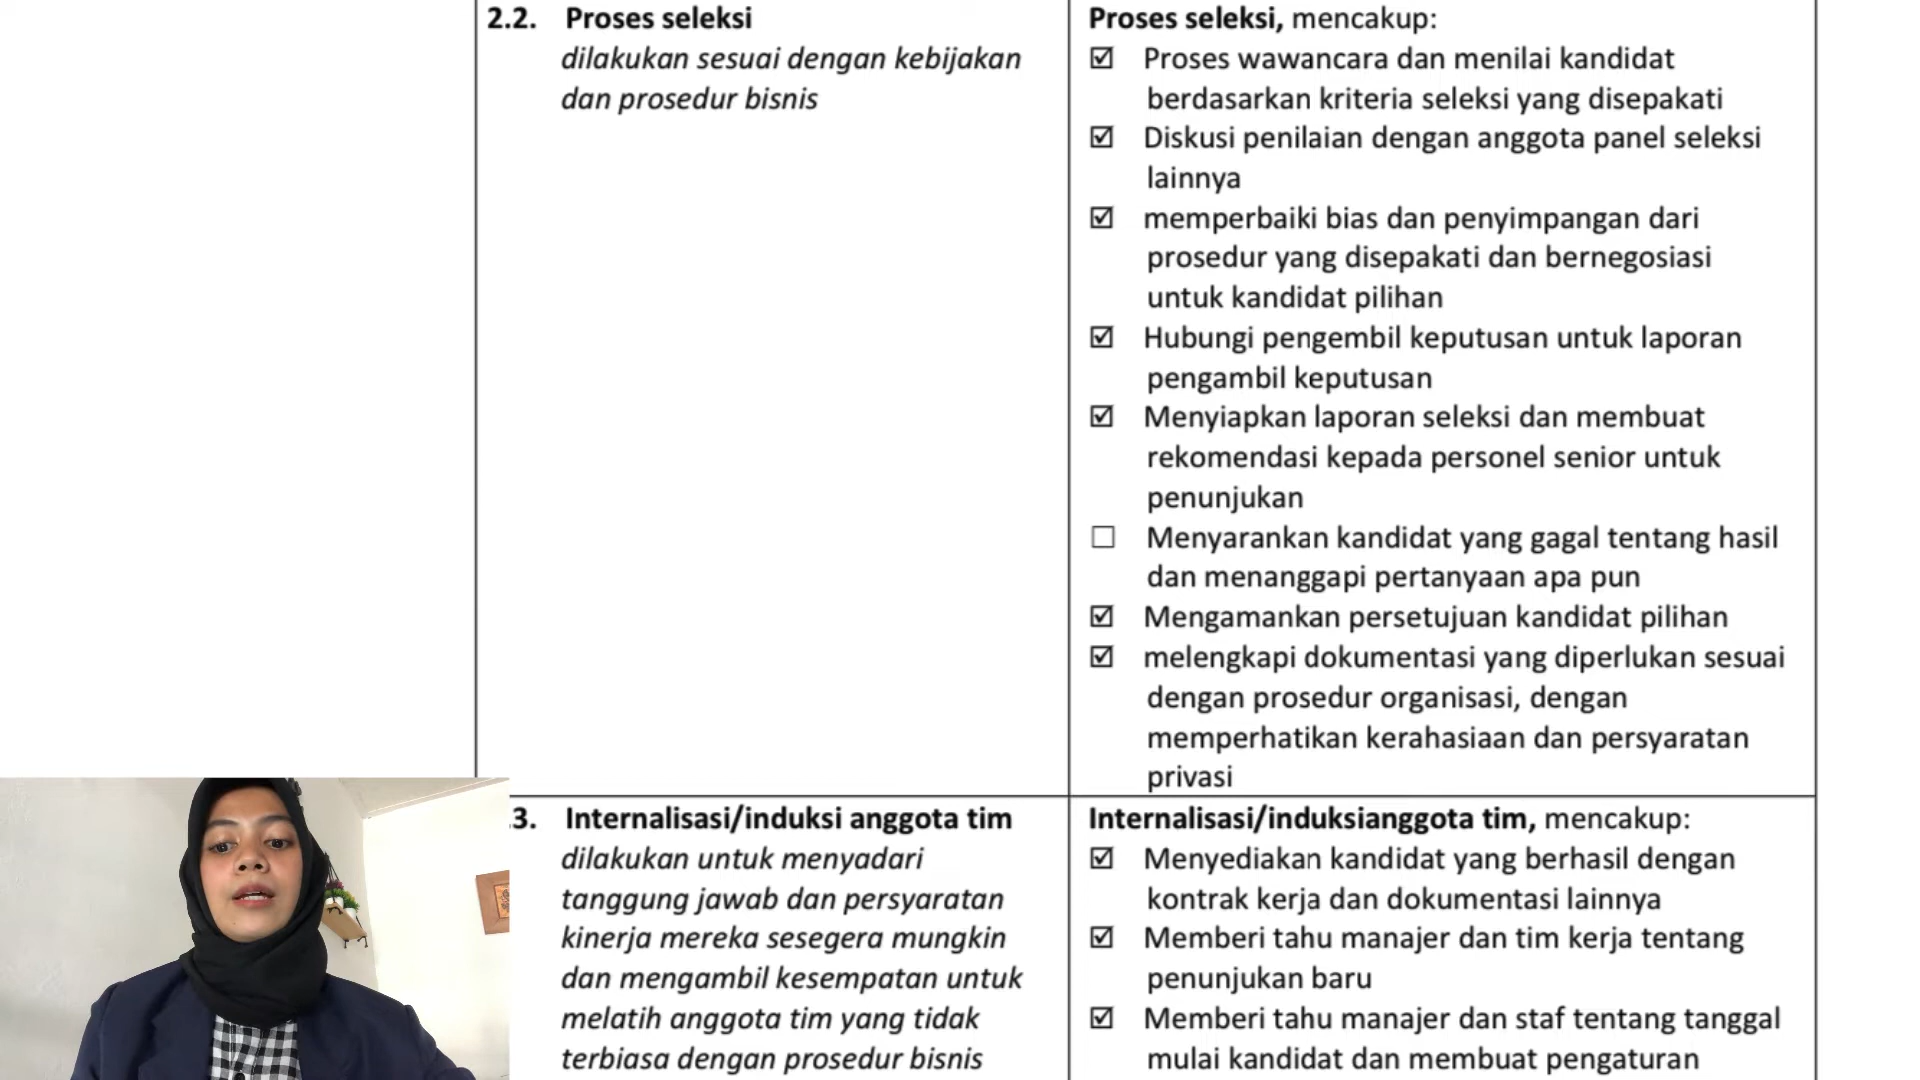 2.2. Proses seleksi
dilakukan sesuai dengan kebijakan
dan prosedur bisnis
Proses seleksi, mencakup:
☑ Proses wawancara dan menilai kandidat
berdasarkan kriteria seleksi yang disepakati
☑ Diskusi penilaian dengan anggota panel seleksi
lainnya
☑ memperbaiki bias dan penyimpangan dari
prosedur yang disepakati dan bernegosiasi
untuk kandidat pilihan
☑ Hubungi pengembil keputusan untuk laporan
pengambil keputusan
☑ Menyiapkan laporan seleksi dan membuat
rekomendasi kepada personel senior untuk
penunjukan
☐ Menyarankan kandidat yang gagal tentang hasil
dan menanggapi pertanyaan apa pun
☑ Mengamankan persetujuan kandidat pilihan
☑ melengkapi dokumentasi yang diperlukan sesuai
dengan prosedur organisasi, dengan
memperhatikan kerahasiaan dan persyaratan
privasi
.3. Internalisasi/induksi anggota tim
dilakukan untuk menyadari
tanggung jawab dan persyaratan
kinerja mereka sesegera mungkin
dan mengambil kesempatan untuk
melatih anggota tim yang tidak
terbiasa dengan prosedur bisnis
Internalisasi/induksianggota tim, mencakup:
☑ Menyediakan kandidat yang berhasil dengan
kontrak kerja dan dokumentasi lainnya
☑ Memberi tahu manajer dan tim kerja tentang
penunjukan baru
☑ Memberi tahu manajer dan staf tentang tanggal
mulai kandidat dan membuat pengaturan